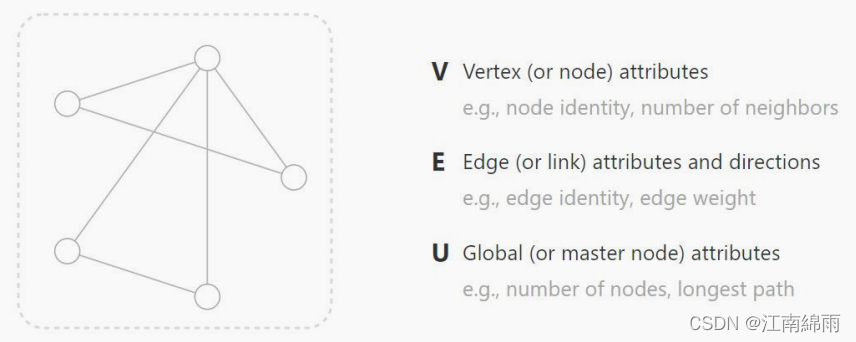 V Vertex (or node) attributes
e.g., node identity, number of neighbors
E Edge (or link) attributes and directions
e.g., edge identity, edge weight
U Global (or master node) attributes
e.g., number of nodes, longest path
CSDN @江南綿雨